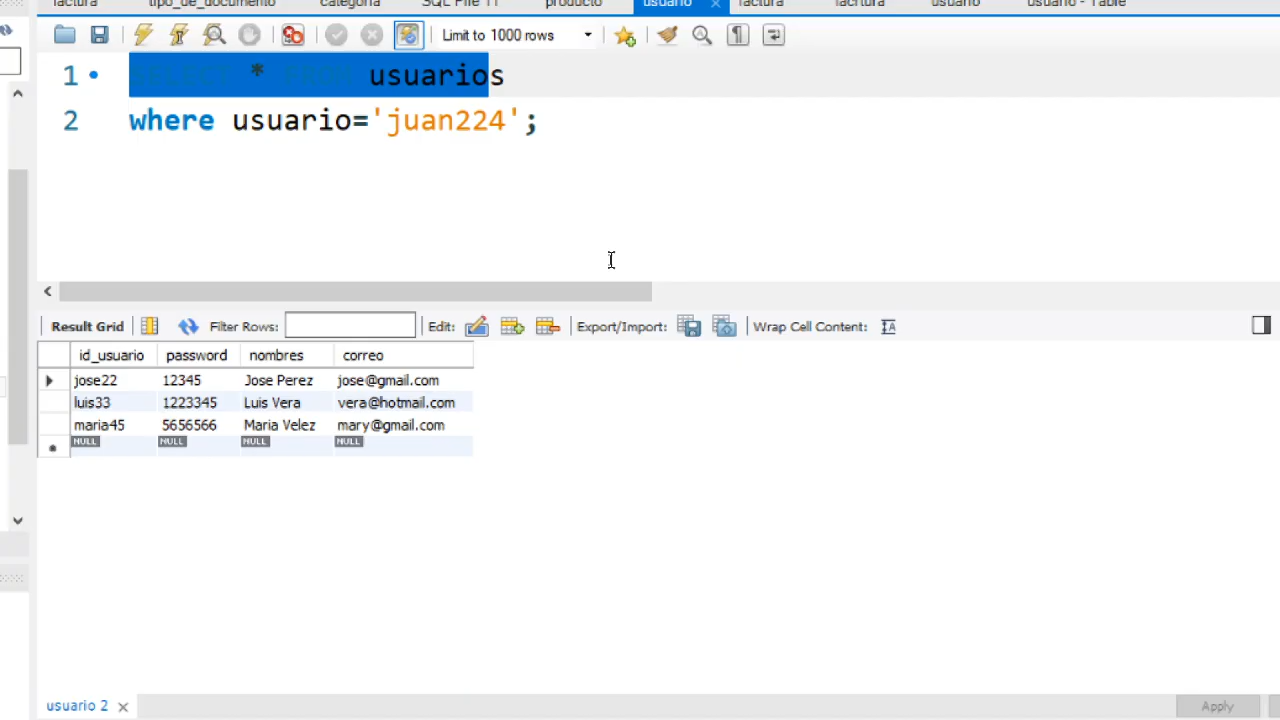 factura tipo_de_documento categoria SQL File 11 producto usuario factura facrtura usuario usuario - Table
Limit to 1000 rows
1 SELECT * FROM usuarios
2 where usuario='juan224';
Result Grid Filter Rows: Edit: Export/Import: Wrap Cell Content:
id_usuario password nombres correo
jose22 12345 Jose Perez jose@gmail.com
luis33 1223345 Luis Vera vera@hotmail.com
maria45 5656566 Maria Velez mary@gmail.com
NULL NULL NULL NULL
usuario 2
Apply